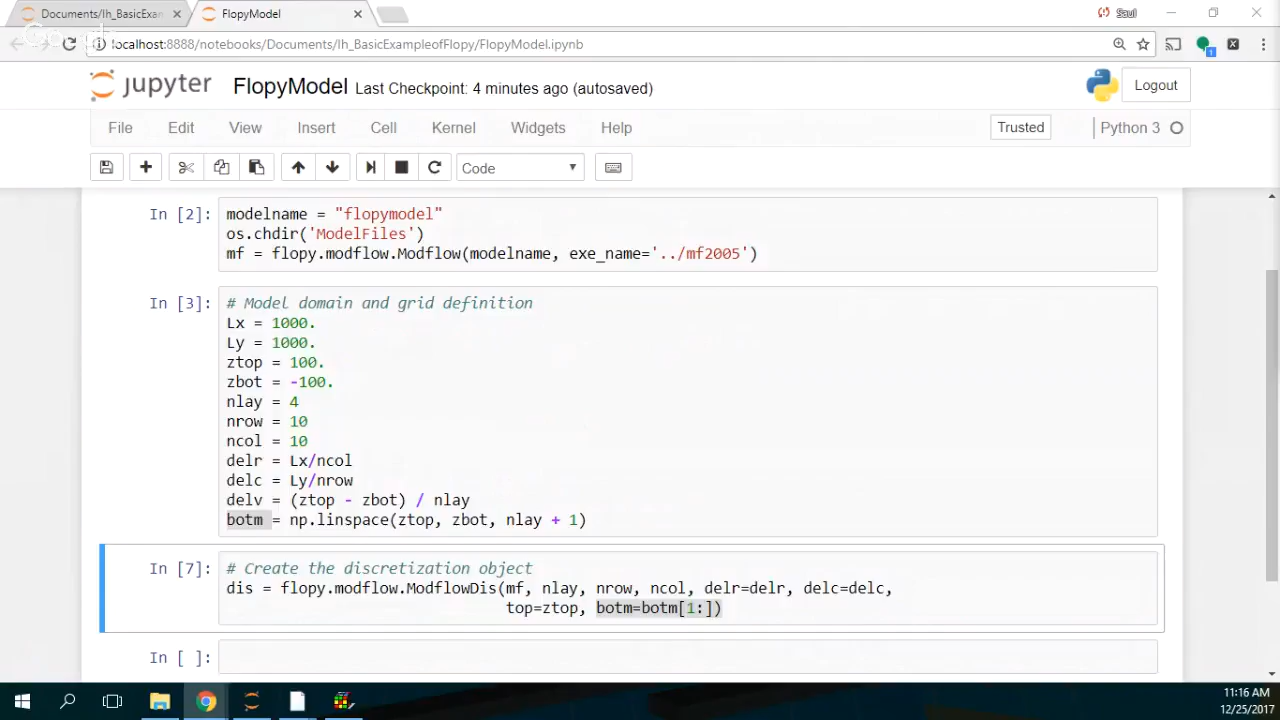 Documents/lh_BasicExam
FlopyModel
Saul
localhost:8888/notebooks/Documents/lh_BasicExampleofFlopy/FlopyModel.ipynb
1
jupyter FlopyModel Last Checkpoint: 4 minutes ago (autosaved)
Logout
File Edit View Insert Cell Kernel Widgets Help
Trusted
Python 3
Code
In [2]: modelname = "flopymodel"
os.chdir('ModelFiles')
mf = flopy.modflow.Modflow(modelname, exe_name='../mf2005')
In [3]: # Model domain and grid definition
Lx = 1000.
Ly = 1000.
ztop = 100.
zbot = -100.
nlay = 4
nrow = 10
ncol = 10
delr = Lx/ncol
delc = Ly/nrow
delv = (ztop - zbot) / nlay
botm = np.linspace(ztop, zbot, nlay + 1)
In [7]: # Create the discretization object
dis = flopy.modflow.ModflowDis(mf, nlay, nrow, ncol, delr=delr, delc=delc,
top=ztop, botm=botm[1:])
In [ ]:
11:16 AM
12/25/2017